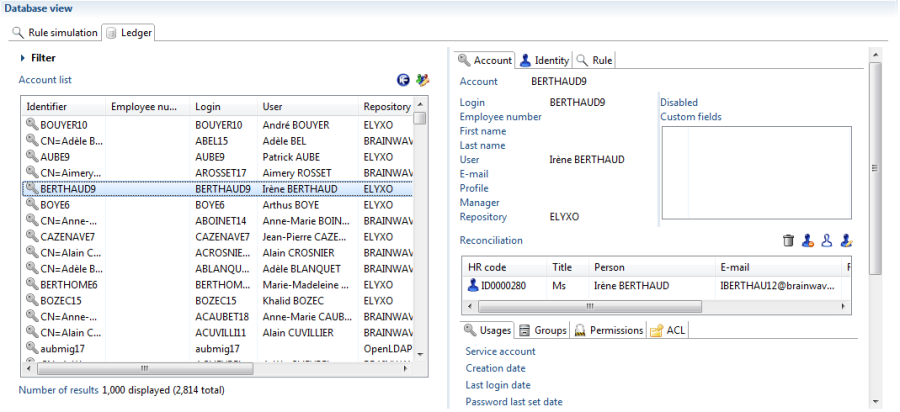 Database view
Rule simulation Ledger
Filter
Account list
Identifier Employee nu... Login User Repository
BOUYER10 BOUYER10 André BOUYER ELYXO
CN=Adèle B... ABEL15 Adèle BEL BRAINWAV
AUBE9 AUBE9 Patrick AUBE ELYXO
CN=Aimery... AROSSET17 Aimery ROSSET BRAINWAV
BERTHAUD9 BERTHAUD9 Irène BERTHAUD ELYXO
BOYE6 BOYE6 Arthus BOYE ELYXO
CN=Anne-... ABOINET14 Anne-Marie BOIN... BRAINWAV
CAZENAVE7 CAZENAVE7 Jean-Pierre CAZE... ELYXO
CN=Alain C... ACROSNIE... Alain CROSNIER BRAINWAV
CN=Adèle B... ABLANQU... Adèle BLANQUET BRAINWAV
BERTHOME6 BERTHOM... Marie-Madeleine ... ELYXO
BOZEC15 BOZEC15 Khalid BOZEC ELYXO
CN=Anne-... ACAUBET18 Anne-Marie CAUB... BRAINWAV
CN=Alain C... ACUVILLI1 Alain CUVILLIER BRAINWAV
aubmig17 aubmig17 OpenLDAP
Number of results 1,000 displayed (2,814 total)
Account Identity Rule
Account BERTHAUD9
Login BERTHAUD9 Disabled
Employee number Custom fields
First name
Last name
User Irène BERTHAUD
E-mail
Profile
Manager
Repository ELYXO
Reconciliation
HR code Title Person E-mail F
ID0000280 Ms Irène BERTHAUD IBERTHAU12@brainwav...
Usages Groups Permissions ACL
Service account
Creation date
Last login date
Password last set date